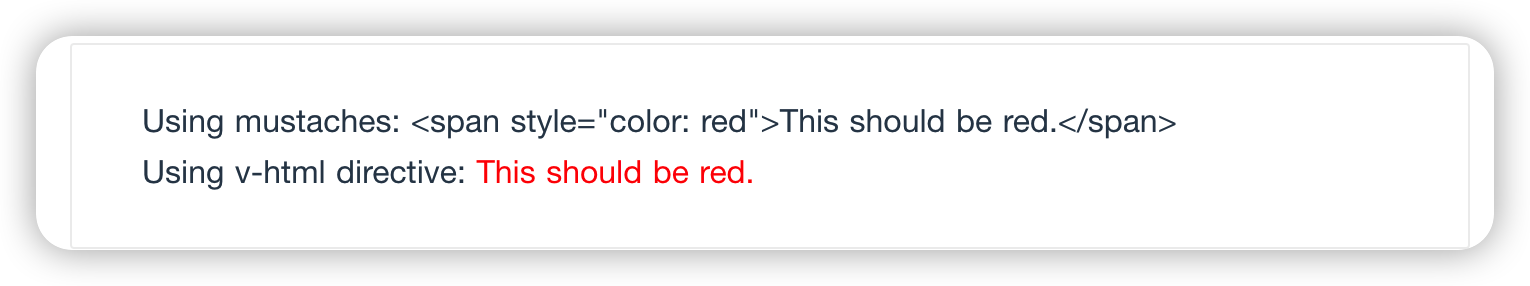 Using mustaches: <span style="color: red">This should be red.</span>
Using v-html directive: This should be red.